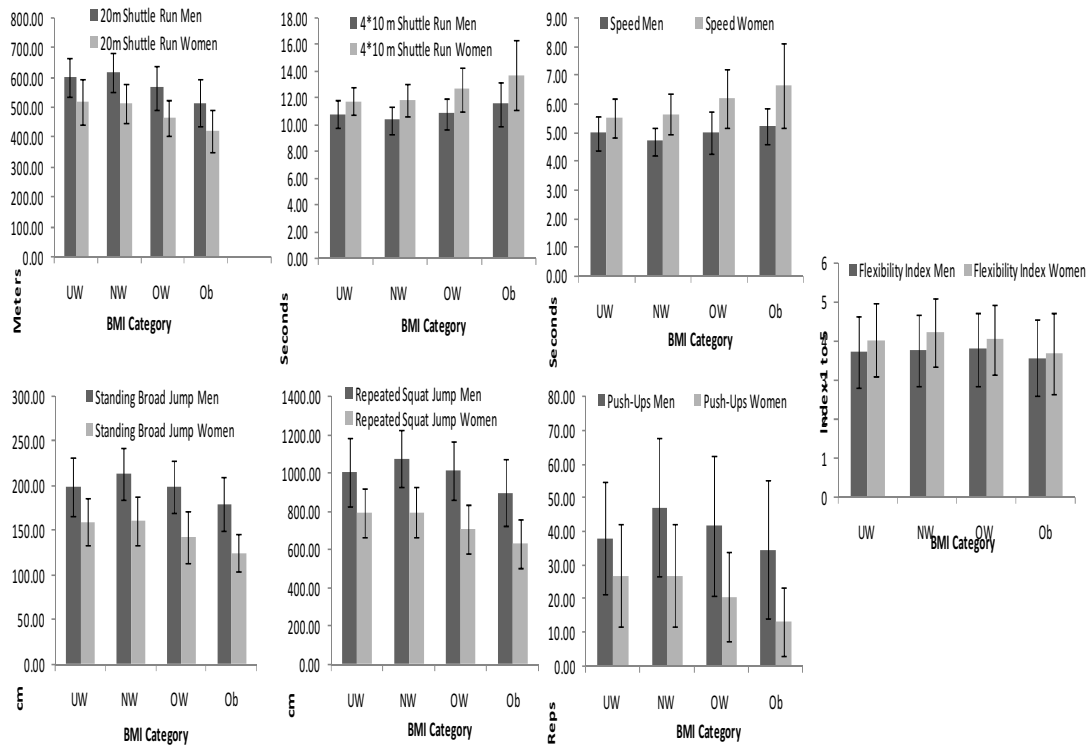 20m Shuttle Run Men
20m Shuttle Run Women
800.00
700.00
600.00
500.00
400.00
300.00
200.00
100.00
0.00
Meters
UW NW OW Ob
BMI Category
4*10 m Shuttle Run Men
4*10 m Shuttle Run Women
18.00
16.00
14.00
12.00
10.00
8.00
6.00
4.00
2.00
0.00
Seconds
UW NW OW Ob
BMI Category
Speed Men Speed Women
9.00
8.00
7.00
6.00
5.00
4.00
3.00
2.00
1.00
0.00
Seconds
UW NW OW Ob
BMI Category
Flexibility Index Men Flexibility Index Women
6
5
4
3
2
1
0
Index 1 to 5
UW NW OW Ob
BMI Category
Standing Broad Jump Men
Standing Broad Jump Women
300.00
250.00
200.00
150.00
100.00
50.00
0.00
cm
UW NW OW Ob
BMI Category
Repeated Squat Jump Men
Repeated Squat Jump Women
1400.00
1200.00
1000.00
800.00
600.00
400.00
200.00
0.00
cm
UW NW OW Ob
BMI Category
Push-Ups Men Push-Ups Women
80.00
70.00
60.00
50.00
40.00
30.00
20.00
10.00
0.00
Reps
UW NW OW Ob
BMI Category